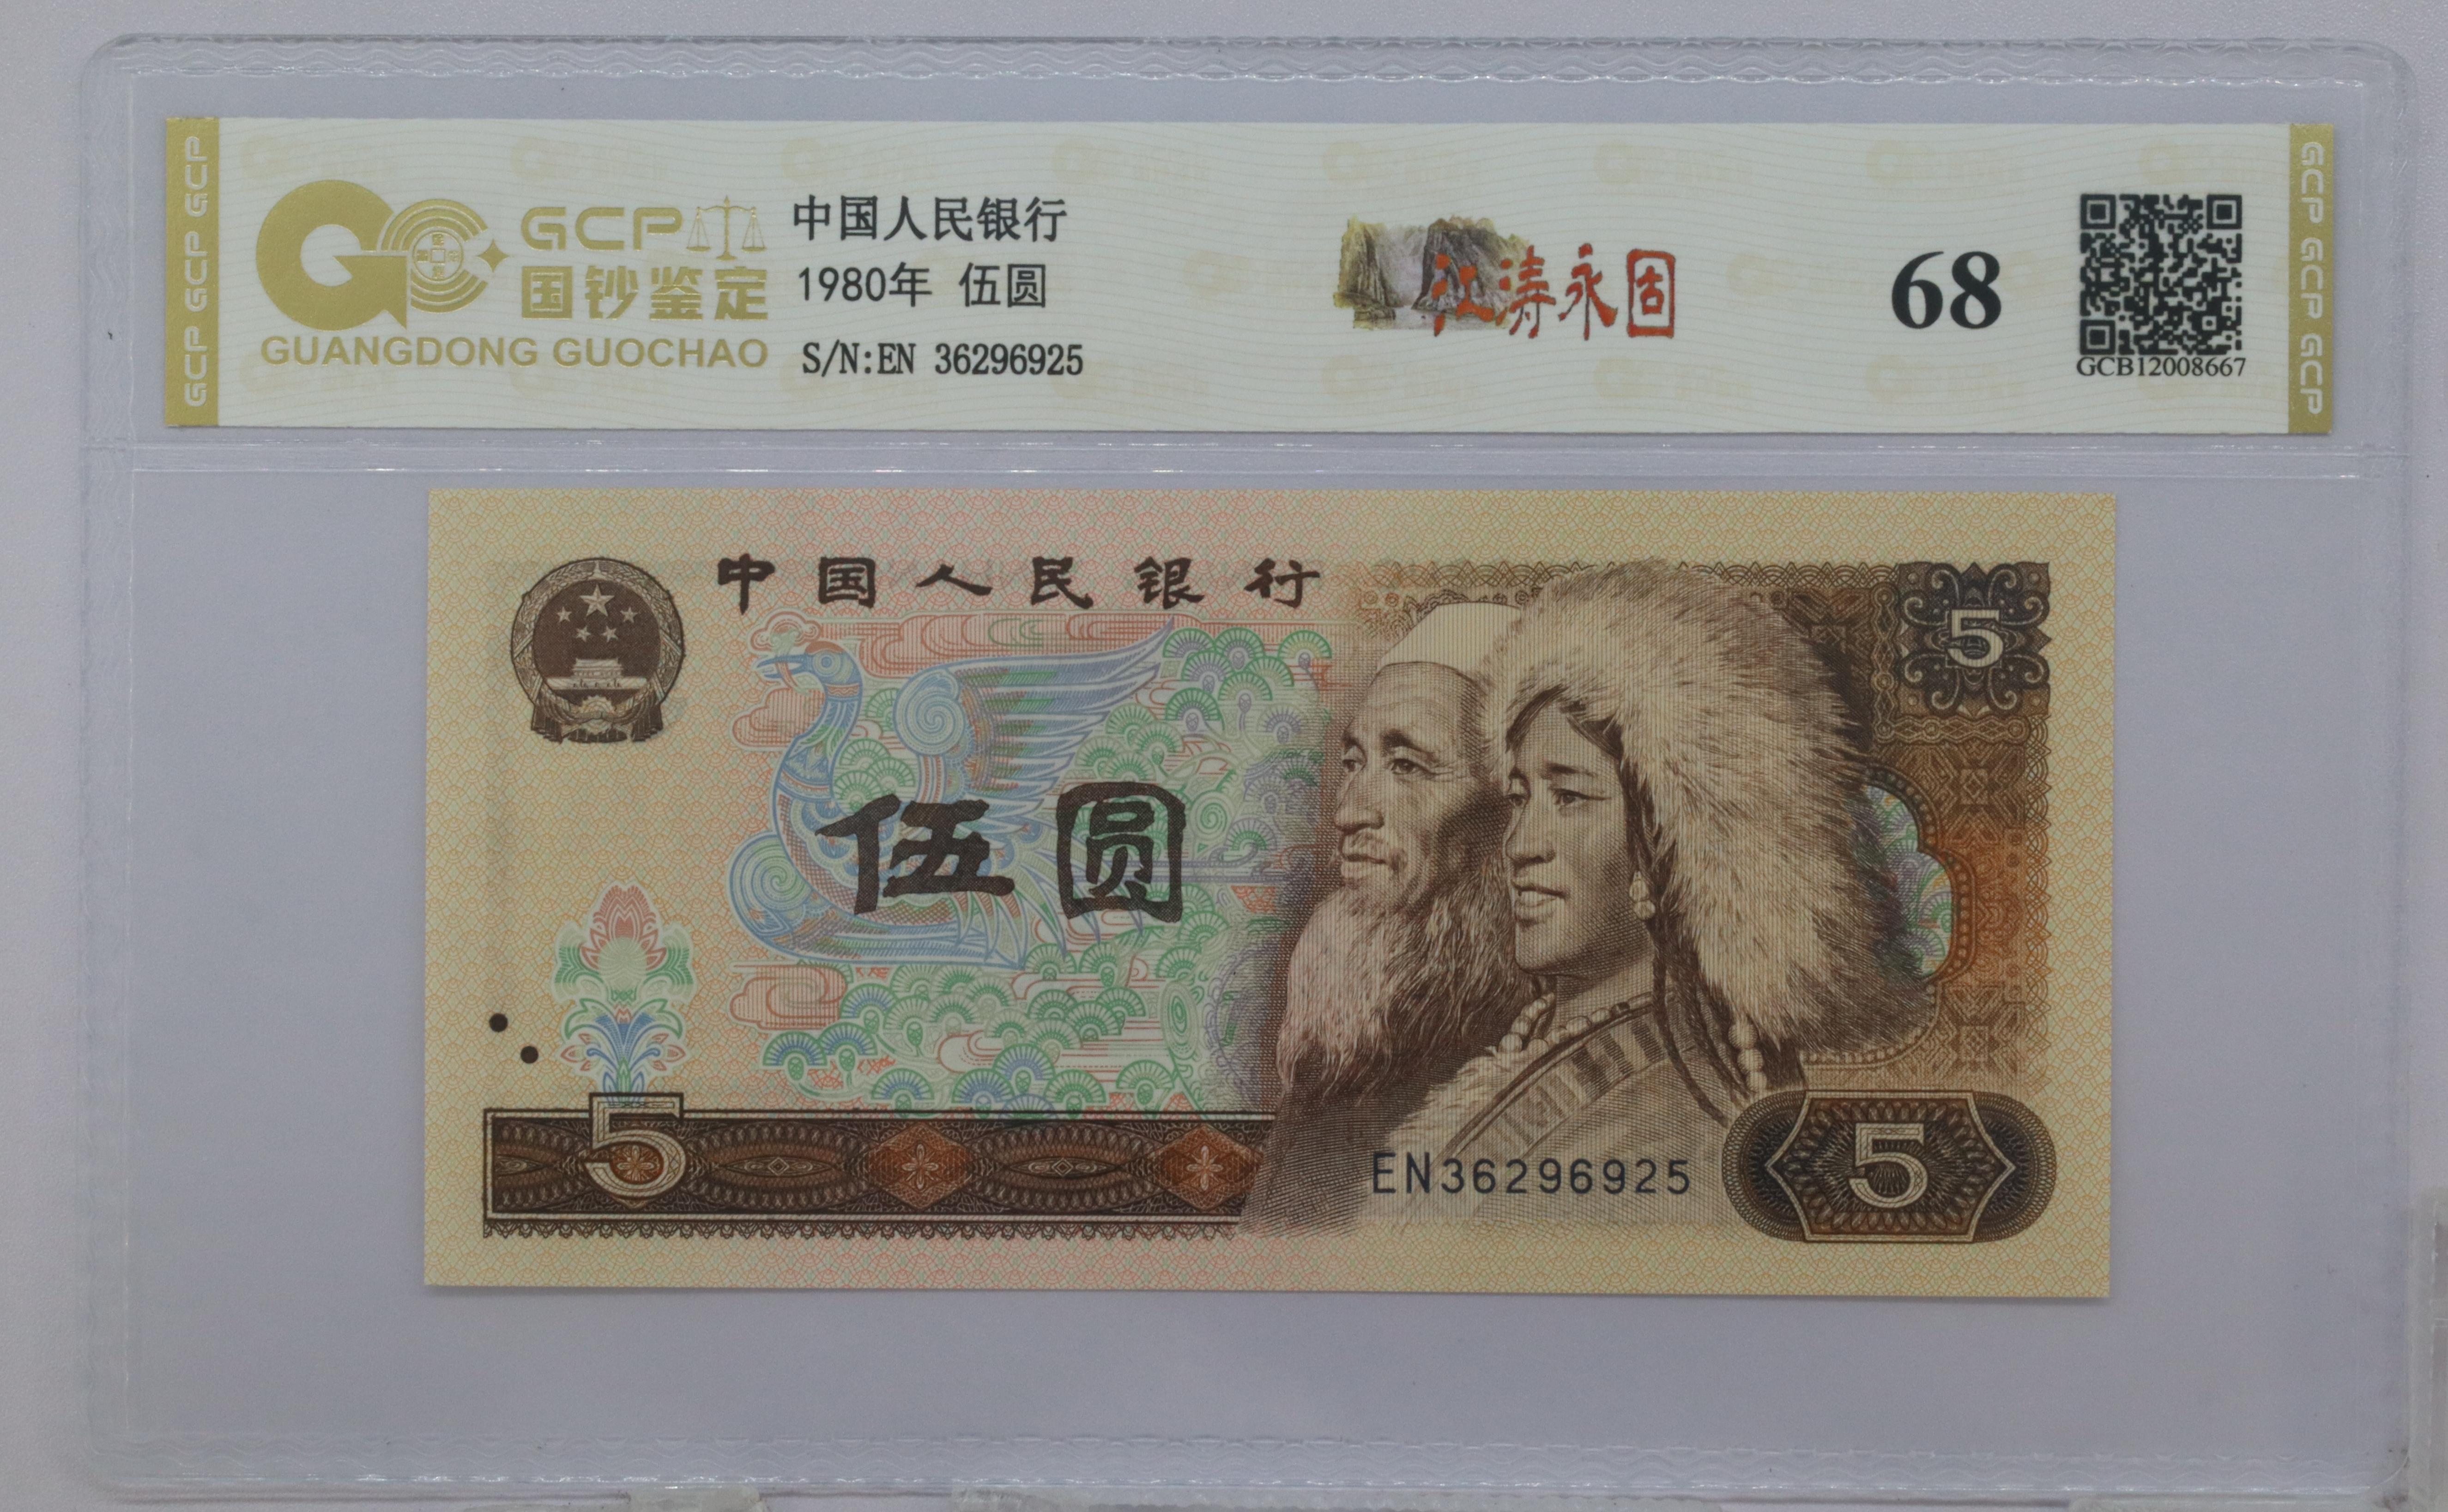 GCP GCP GCP
GCP
国钞鉴定
GUANGDONG GUOCHAO
中国人民银行
1980年 伍圆
S/N:EN 36296925
江涛永固
68
GCB12008667
GCP GCP GCP
中国人民银行
5
伍圆
5
EN36296925
5